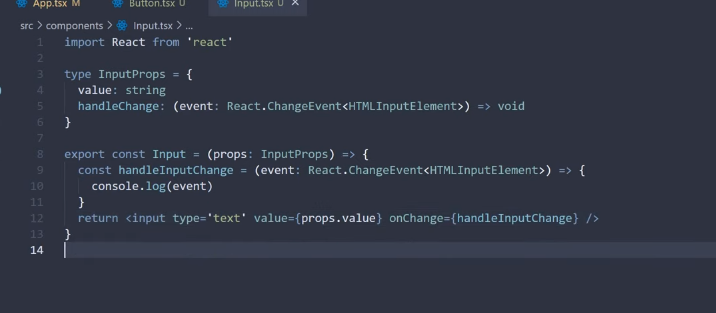 App.tsx M Button.tsx U Input.tsx U ×
src > components > Input.tsx > ...
1 import React from 'react'
2
3 type InputProps = {
4   value: string
5   handleChange: (event: React.ChangeEvent<HTMLInputElement>) => void
6 }
7
8 export const Input = (props: InputProps) => {
9   const handleInputChange = (event: React.ChangeEvent<HTMLInputElement>) => {
10     console.log(event)
11   }
12   return <input type='text' value={props.value} onChange={handleInputChange} />
13 }
14